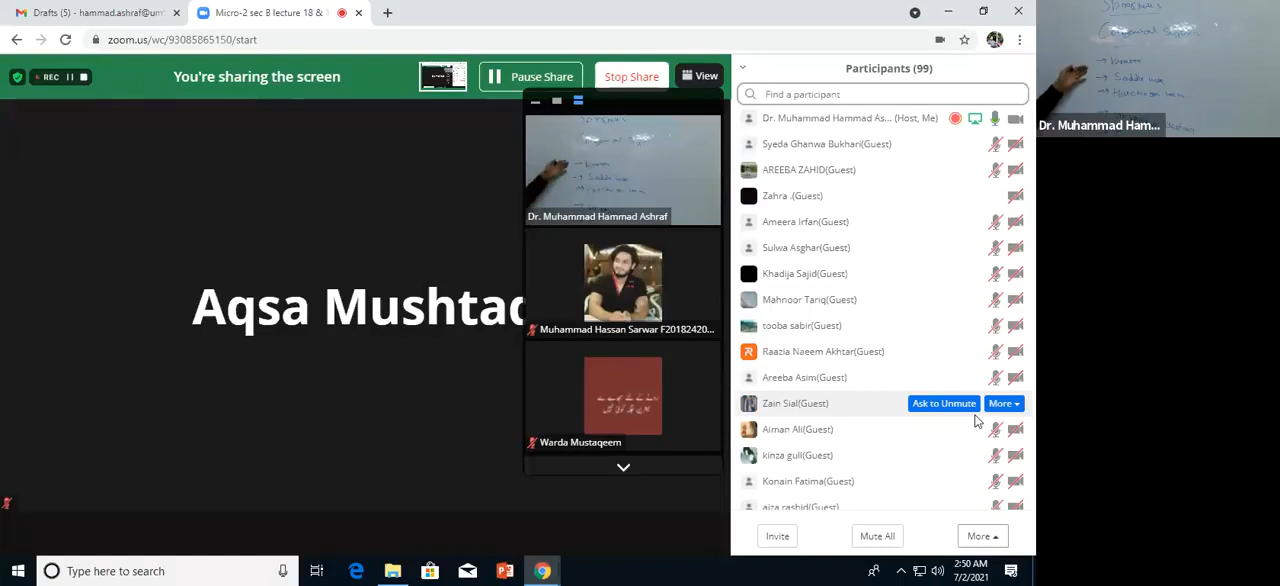 Drafts (5) - hammad.ashraf@um
Micro-2 sec B lecture 18 & 1
zoom.us/wc/93085865150/start
REC
You're sharing the screen
Pause Share
Stop Share
View
Aqsa Mushtaq
Dr. Muhammad Hammad Ashraf
Muhammad Hassan Sarwar F20182420...
Warda Mustaqeem
Participants (99)
Find a participant
Dr. Muhammad Hammad As... (Host, Me)
Syeda Ghanwa Bukhari(Guest)
AREEBA ZAHID(Guest)
Zahra .(Guest)
Ameera Irfan(Guest)
Sulwa Asghar(Guest)
Khadija Sajid(Guest)
Mahnoor Tariq(Guest)
tooba sabir(Guest)
Raazia Naeem Akhtar(Guest)
Areeba Asim(Guest)
Zain Sial(Guest)
Ask to Unmute
More
Aiman Ali(Guest)
kinza gull(Guest)
Konain Fatima(Guest)
aiza rashid(Guest)
Invite
Mute All
More
Dr. Muhammad Ham...
Type here to search
2:50 AM
7/2/2021